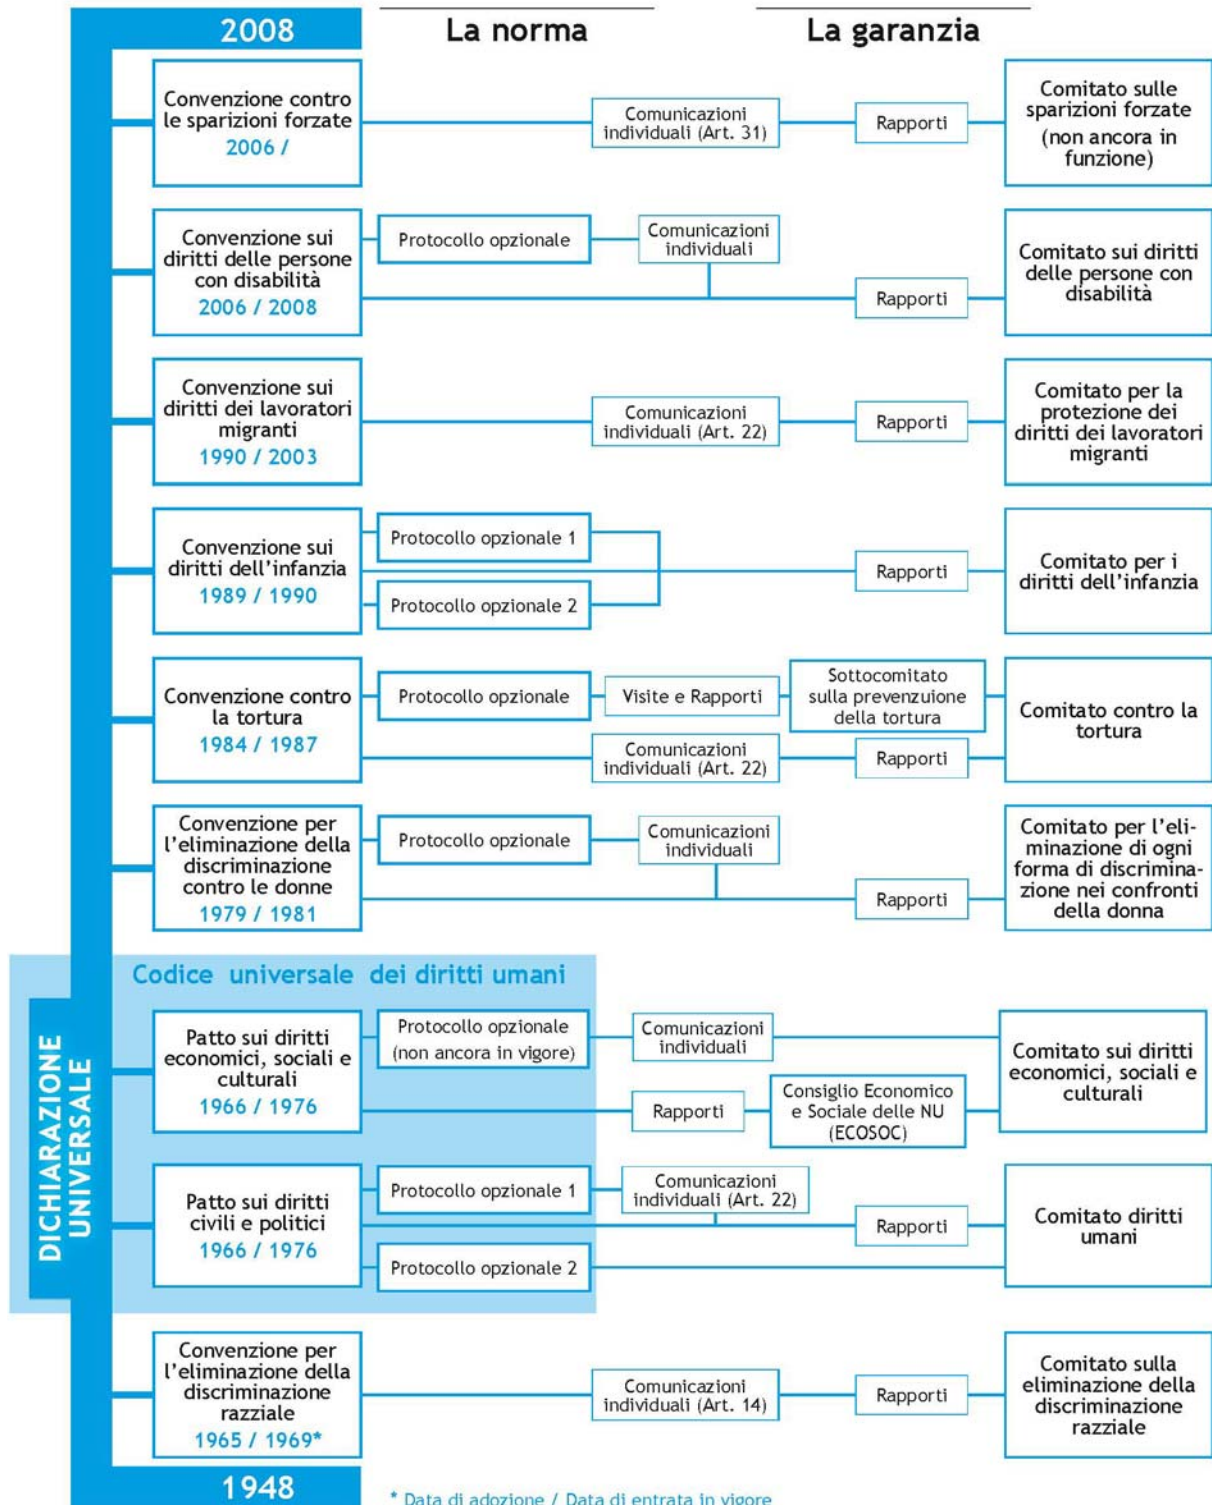 2008
La norma
La garanzia
Convenzione contro
le sparizioni forzate
2006 /
Comunicazioni
individuali (Art. 31)
Rapporti
Comitato sulle
sparizioni forzate
(non ancora in
funzione)
Convenzione sui
diritti delle persone
con disabilità
2006 / 2008
Protocollo opzionale
Comunicazioni
individuali
Rapporti
Comitato sui diritti
delle persone con
disabilità
Convenzione sui
diritti dei lavoratori
migranti
1990 / 2003
Comunicazioni
individuali (Art. 22)
Rapporti
Comitato per la
protezione dei
diritti dei lavoratori
migranti
Convenzione sui
diritti dell'infanzia
1989 / 1990
Protocollo opzionale 1
Protocollo opzionale 2
Rapporti
Comitato per i
diritti dell'infanzia
Convenzione contro
la tortura
1984 / 1987
Protocollo opzionale
Visite e Rapporti
Sottocomitato
sulla prevenzuione
della tortura
Comunicazioni
individuali (Art. 22)
Rapporti
Comitato contro la
tortura
Convenzione per
l'eliminazione della
discriminazione
contro le donne
1979 / 1981
Protocollo opzionale
Comunicazioni
individuali
Rapporti
Comitato per l'eli-
minazione di ogni
forma di discrimina-
zione nei confronti
della donna
Codice universale dei diritti umani
DICHIARAZIONE
UNIVERSALE
Patto sui diritti
economici, sociali e
culturali
1966 / 1976
Protocollo opzionale
(non ancora in vigore)
Comunicazioni
individuali
Rapporti
Consiglio Economico
e Sociale delle NU
(ECOSOC)
Comitato sui diritti
economici, sociali e
culturali
Patto sui diritti
civili e politici
1966 / 1976
Protocollo opzionale 1
Comunicazioni
individuali (Art. 22)
Rapporti
Protocollo opzionale 2
Comitato diritti
umani
Convenzione per
l'eliminazione della
discriminazione
razziale
1965 / 1969*
Comunicazioni
individuali (Art. 14)
Rapporti
Comitato sulla
eliminazione della
discriminazione
razziale
1948
* Data di adozione / Data di entrata in vigore